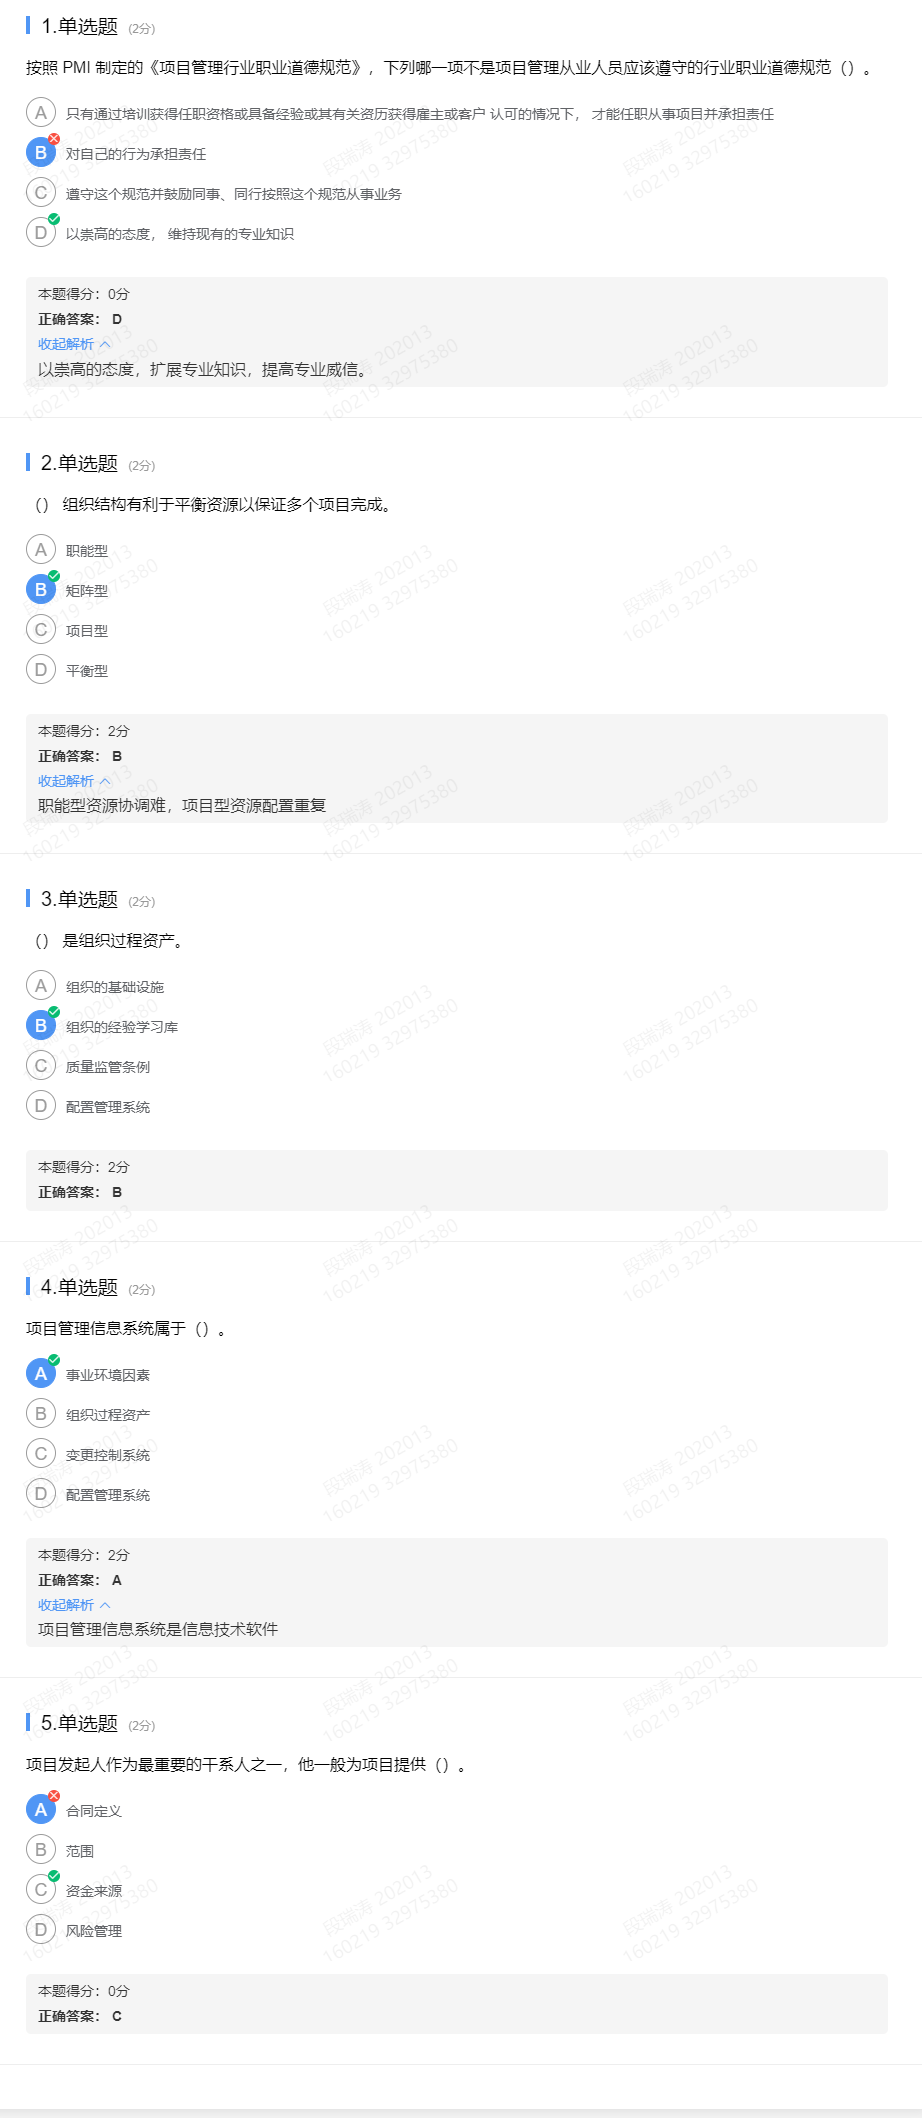 1.单选题 (2分)
按照 PMI 制定的《项目管理行业职业道德规范》，下列哪一项不是项目管理从业人员应该遵守的行业职业道德规范（）。
A 只有通过培训获得任职资格或具备经验或其有关资历获得雇主或客户 认可的情况下， 才能任职从事项目并承担责任
B 对自己的行为承担责任
C 遵守这个规范并鼓励同事、同行按照这个规范从事业务
D 以崇高的态度， 维持现有的专业知识
本题得分：0分
正确答案： D
收起解析
以崇高的态度，扩展专业知识，提高专业威信。
2.单选题 (2分)
（） 组织结构有利于平衡资源以保证多个项目完成。
A 职能型
B 矩阵型
C 项目型
D 平衡型
本题得分：2分
正确答案： B
收起解析
职能型资源协调难，项目型资源配置重复
3.单选题 (2分)
（） 是组织过程资产。
A 组织的基础设施
B 组织的经验学习库
C 质量监管条例
D 配置管理系统
本题得分：2分
正确答案： B
4.单选题 (2分)
项目管理信息系统属于（）。
A 事业环境因素
B 组织过程资产
C 变更控制系统
D 配置管理系统
本题得分：2分
正确答案： A
收起解析
项目管理信息系统是信息技术软件
5.单选题 (2分)
项目发起人作为最重要的干系人之一，他一般为项目提供（）。
A 合同定义
B 范围
C 资金来源
D 风险管理
本题得分：0分
正确答案： C
段瑞涛 202013
160219 32975380